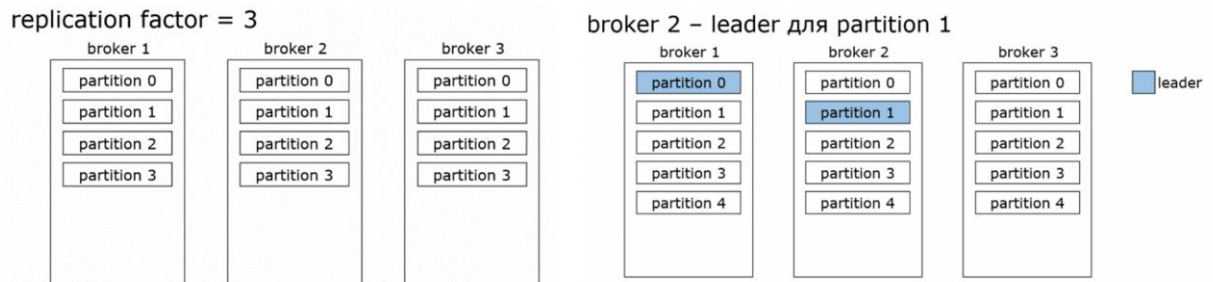 replication factor = 3
broker 1
broker 2
broker 3
partition 0
partition 0
partition 0
partition 1
partition 1
partition 1
partition 2
partition 2
partition 2
partition 3
partition 3
partition 3
broker 2 – leader для partition 1
broker 1
broker 2
broker 3
partition 0
partition 0
partition 0
leader
partition 1
partition 1
partition 1
partition 2
partition 2
partition 2
partition 3
partition 3
partition 3
partition 4
partition 4
partition 4